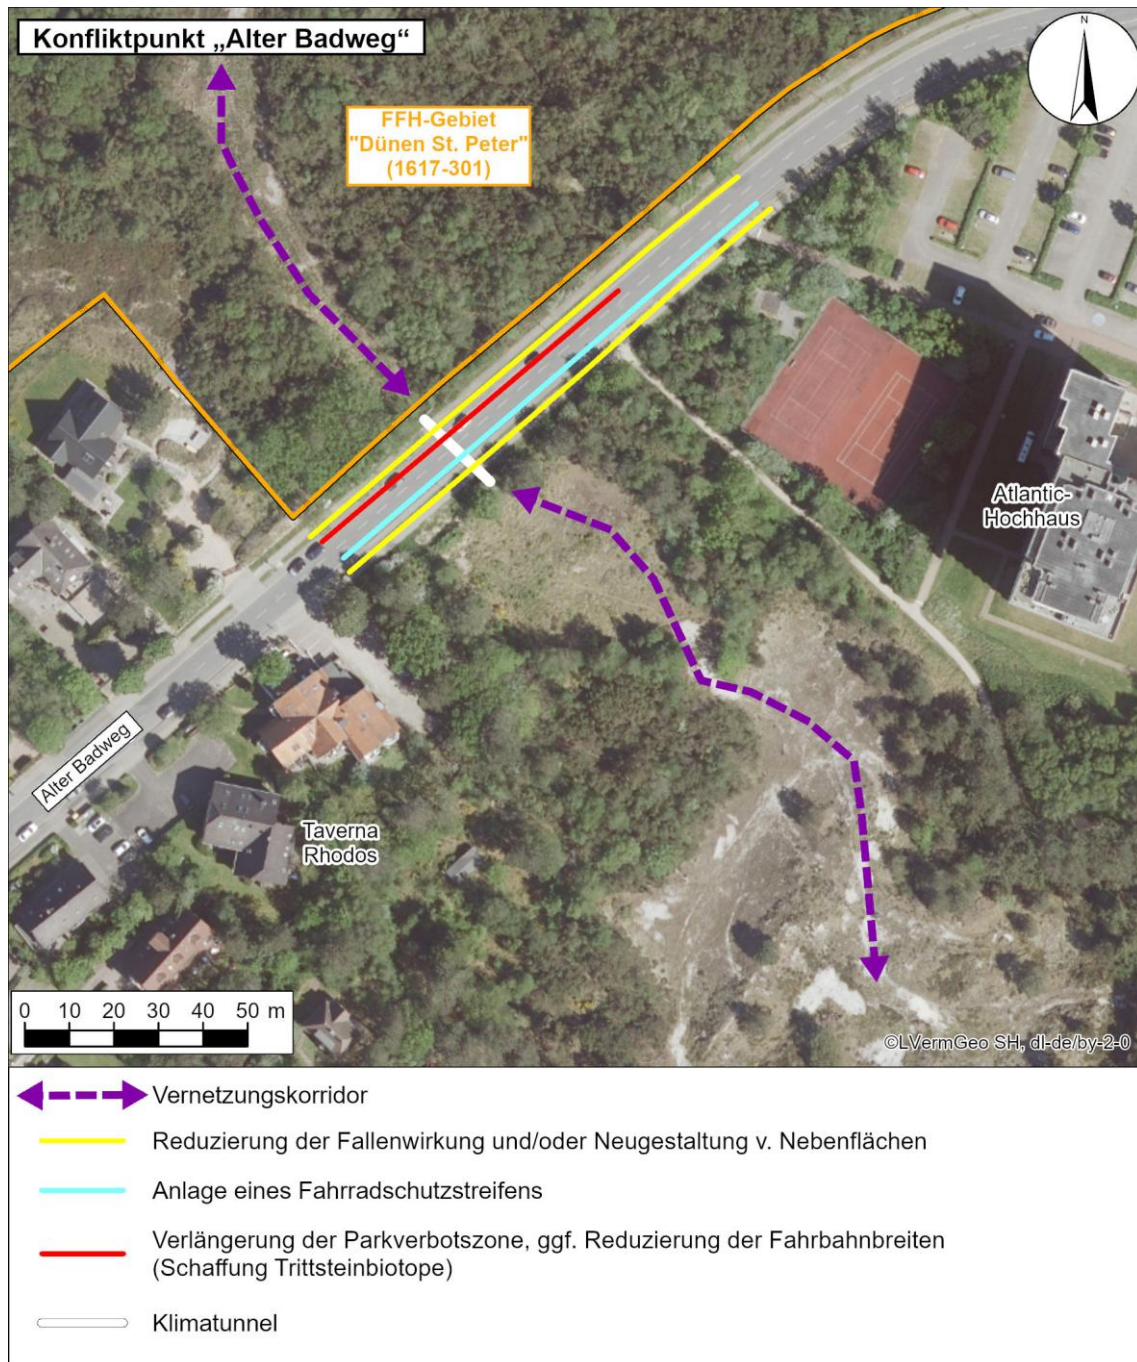 Konfliktpunkt „Alter Badweg“
N
FFH-Gebiet
"Dünen St. Peter"
(1617-301)
Atlantic-
Hochhaus
Alter Badweg
Taverna
Rhodos
0 10 20 30 40 50 m
©LVermGeo SH, dl-de/by-2-0
Vernetzungskorridor
Reduzierung der Fallenwirkung und/oder Neugestaltung v. Nebenflächen
Anlage eines Fahrradschutzstreifens
Verlängerung der Parkverbotszone, ggf. Reduzierung der Fahrbahnbreiten
(Schaffung Trittsteinbiotope)
Klimatunnel